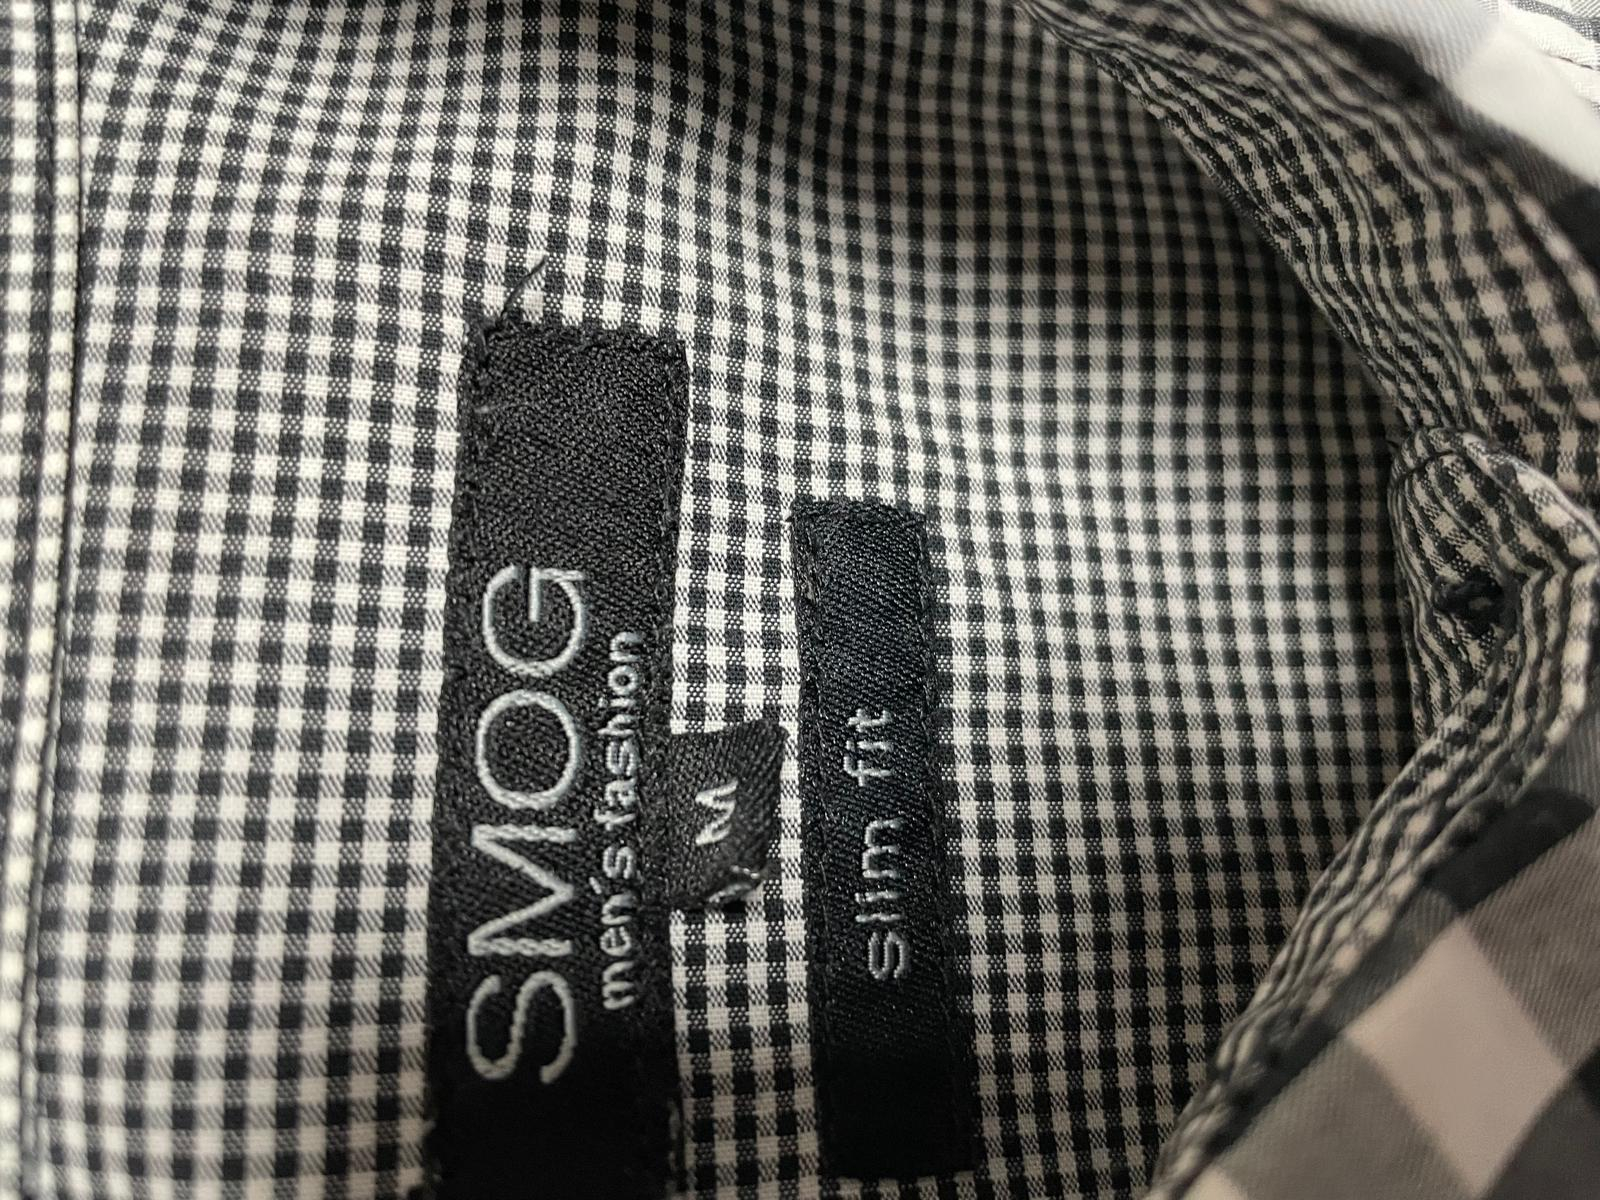 SMOG
men's fashion
M
slim fit